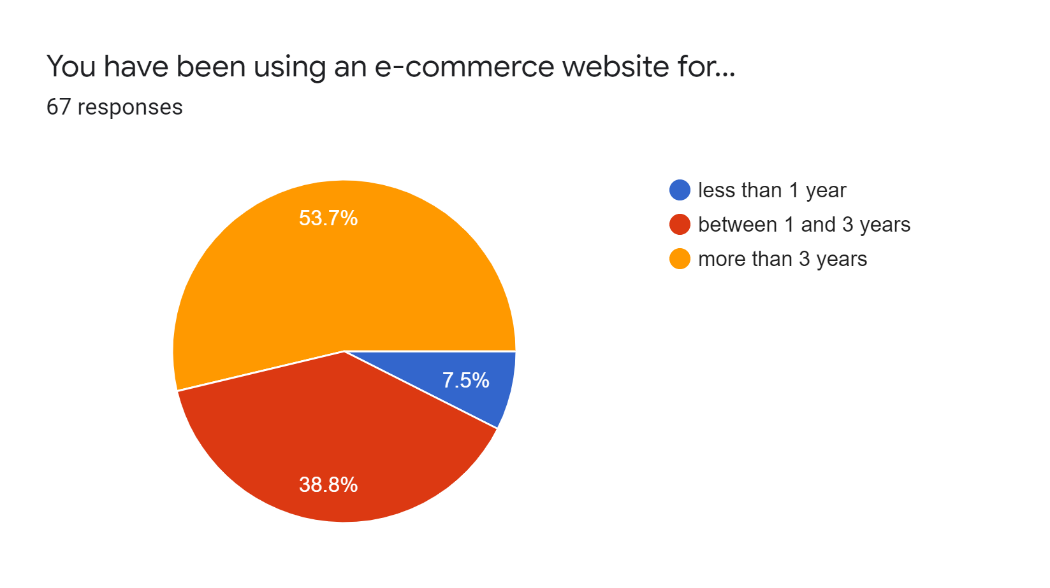 You have been using an e-commerce website for...
67 responses
less than 1 year
between 1 and 3 years
more than 3 years
53.7%
7.5%
38.8%